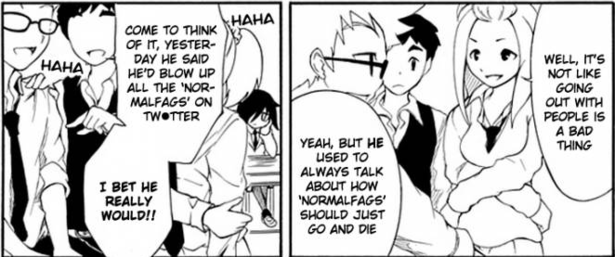 WELL, IT'S
NOT LIKE
GOING
OUT WITH
PEOPLE IS
A BAD
THING
YEAH, BUT HE
USED TO
ALWAYS TALK
ABOUT HOW
'NORMALFAGS'
SHOULD JUST
GO AND DIE
HAHA
COME TO THINK
OF IT, YESTER-
DAY HE SAID
HE'D BLOW UP
ALL THE 'NOR-
MALFAGS' ON
TW●TTER
HAHA
I BET HE
REALLY
WOULD!!